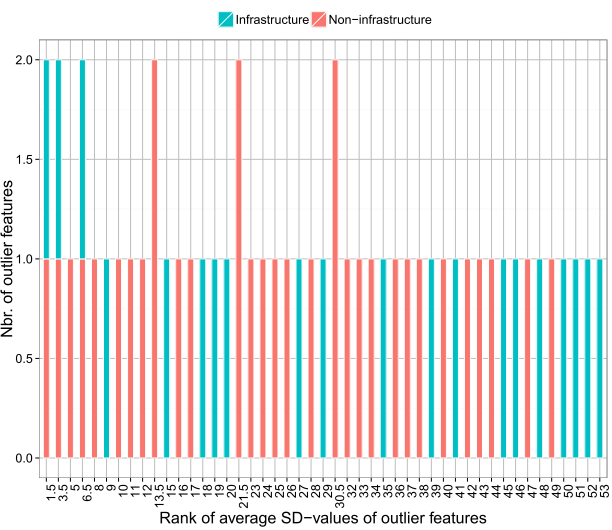 Infrastructure Non−infrastructure
2.0
1.5
1.0
0.5
0.0
Nbr. of outlier features
1.5 3.5 5 6.5 8 9 10 11 12 13.5 15 16 17 18 19 20 21.5 23 24 25 26 27 28 29 30.5 32 33 34 35 36 37 38 39 40 41 42 43 44 45 46 47 48 49 50 51 52 53
Rank of average SD−values of outlier features